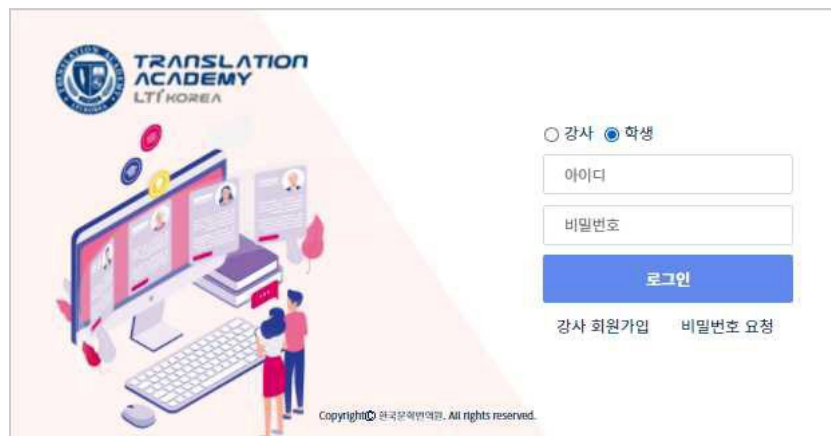 TRANSLATION
ACADEMY
LTI KOREA
강사 학생
아이디
비밀번호
로그인
강사 회원가입 비밀번호 요청
Copyright© 한국문학번역원. All rights reserved.